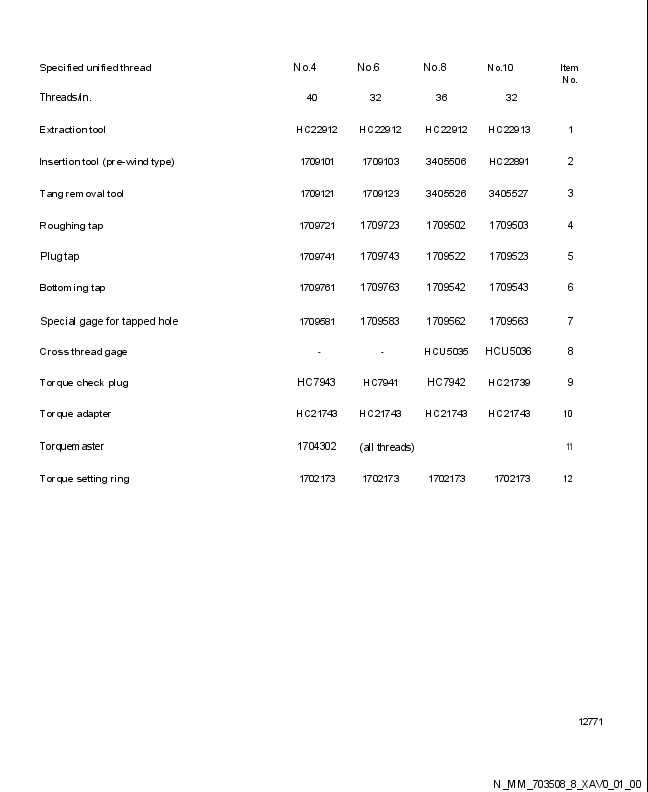 Specified unified thread No.4 No.6 No.8 No.10 Item No.
Threads/in. 40 32 36 32
Extraction tool HC22912 HC22912 HC22912 HC22913 1
Insertion tool (pre-wind type) 1709101 1709103 3405506 HC22891 2
Tang removal tool 1709121 1709123 3405526 3405527 3
Roughing tap 1709721 1709723 1709502 1709503 4
Plug tap 1709741 1709743 1709522 1709523 5
Bottoming tap 1709761 1709763 1709542 1709543 6
Special gage for tapped hole 1709581 1709583 1709562 1709563 7
Cross thread gage - - HCU5035 HCU5036 8
Torque check plug HC7943 HC7941 HC7942 HC21739 9
Torque adapter HC21743 HC21743 HC21743 HC21743 10
Torquemaster 1704302 (all threads) 11
Torque setting ring 1702173 1702173 1702173 1702173 12
12771
N_MM_703508_8_XAV0_01_00